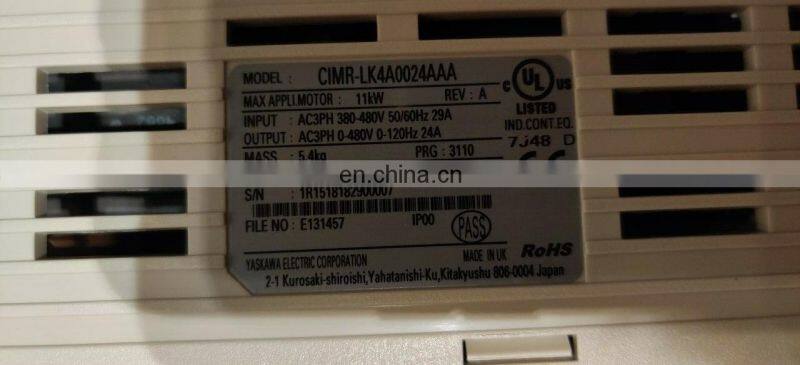 MODEL : CIMR-LK4A0024AAA
MAX APPLI.MOTOR : 11kW REV : A
INPUT : AC3PH 380-480V 50/60Hz 29A
OUTPUT : AC3PH 0-480V 0-120Hz 24A
MASS : 5.4kg PRG : 3110
S/N : 1R1518182900007
FILE NO : E131457 IP00
PASS
YASKAWA ELECTRIC CORPORATION MADE IN UK
2-1 Kurosaki-shiroishi, Yahatanishi-Ku, Kitakyushu 806-0004 Japan
C UL US
LISTED
IND.CONT.EQ.
7J48 D
CE
RoHS
en.china.cn